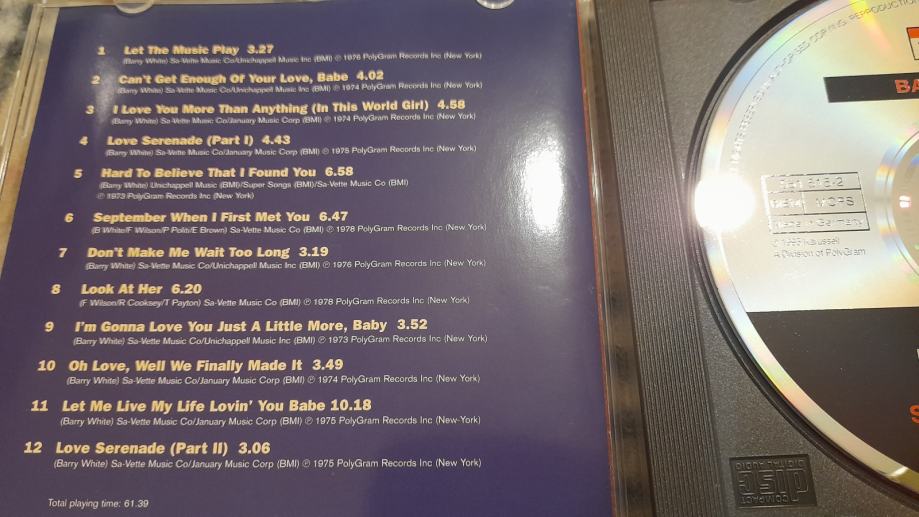 1 Let The Music Play 3.27
(Barry White) Sa-Vette Music Co/Unichappell Music Inc (BMI) ℗ 1976 PolyGram Records Inc (New York)
2 Can't Get Enough Of Your Love, Babe 4.02
(Barry White) Sa-Vette Music Co/Unichappell Music Inc (BMI) ℗ 1974 PolyGram Records Inc (New York)
3 I Love You More Than Anything (In This World Girl) 4.58
(Barry White) Sa-Vette Music Co/January Music Corp (BMI) ℗ 1974 PolyGram Records Inc (New York)
4 Love Serenade (Part I) 4.43
(Barry White) Sa-Vette Music Co/January Music Corp (BMI) ℗ 1975 PolyGram Records Inc (New York)
5 Hard To Believe That I Found You 6.58
(Barry White) Unichappell Music (BMI)/Super Songs (BMI)/Sa-Vette Music Co (BMI)
℗ 1973 PolyGram Records Inc (New York)
6 September When I First Met You 6.47
(B White/F Wilson/P Politi/E Brown) Sa-Vette Music Co (BMI) ℗ 1978 PolyGram Records Inc (New York)
7 Don't Make Me Wait Too Long 3.19
(Barry White) Sa-Vette Music Co/Unichappell Music Inc (BMI) ℗ 1976 PolyGram Records Inc (New York)
8 Look At Her 6.20
(F Wilson/R Cooksey/T Payton) Sa-Vette Music Co (BMI) ℗ 1978 PolyGram Records Inc (New York)
9 I'm Gonna Love You Just A Little More, Baby 3.52
(Barry White) Sa-Vette Music Co/Unichappell Music Inc (BMI) ℗ 1973 PolyGram Records Inc (New York)
10 Oh Love, Well We Finally Made It 3.49
(Barry White) Sa-Vette Music Co/January Music Corp (BMI) ℗ 1974 PolyGram Records Inc (New York)
11 Let Me Live My Life Lovin' You Babe 10.18
(Barry White) Sa-Vette Music Co/January Music Corp (BMI) ℗ 1975 PolyGram Records Inc (New-York)
12 Love Serenade (Part II) 3.06
(Barry White) Sa-Vette Music Co/January Music Corp (BMI) ℗ 1975 PolyGram Records Inc (New York)
Total playing time: 61.39
BA
MCPS
Made in Germany
Karussell
A Division of PolyGram
S
COMPACT
disc
DIGITAL AUDIO